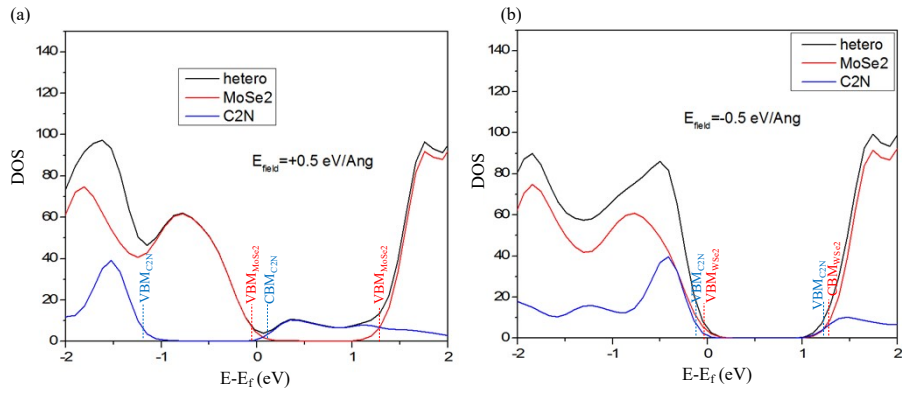 (a)
140
120
100
80
60
40
20
0
DOS
hetero
MoSe2
C2N
E_field=+0.5 eV/Ang
VBM_C2N
VBM_MoSe2
CBM_C2N
VBM_MoSe2
-2
-1
0
1
2
E-E_f (eV)
(b)
140
120
100
80
60
40
20
0
DOS
hetero
MoSe2
C2N
E_field=-0.5 eV/Ang
VBM_C2N
VBM_WSe2
VBM_C2N
CBM_WSe2
-2
-1
0
1
2
E-E_f (eV)